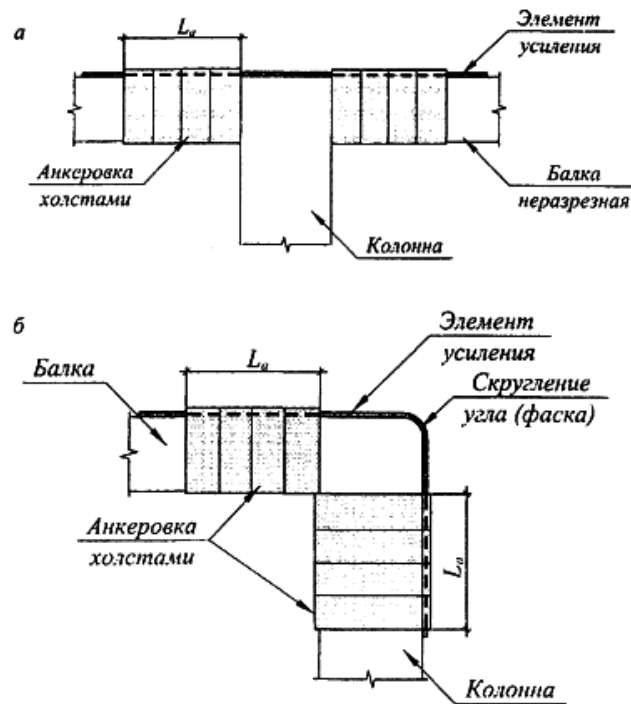 а
Lₐ
Элемент
усиления
Анкеровка
холстами
Балка
неразрезная
Колонна
б
Элемент
усиления
Балка
Lₐ
Скругление
угла (фаска)
Анкеровка
холстами
Lₐ
Колонна